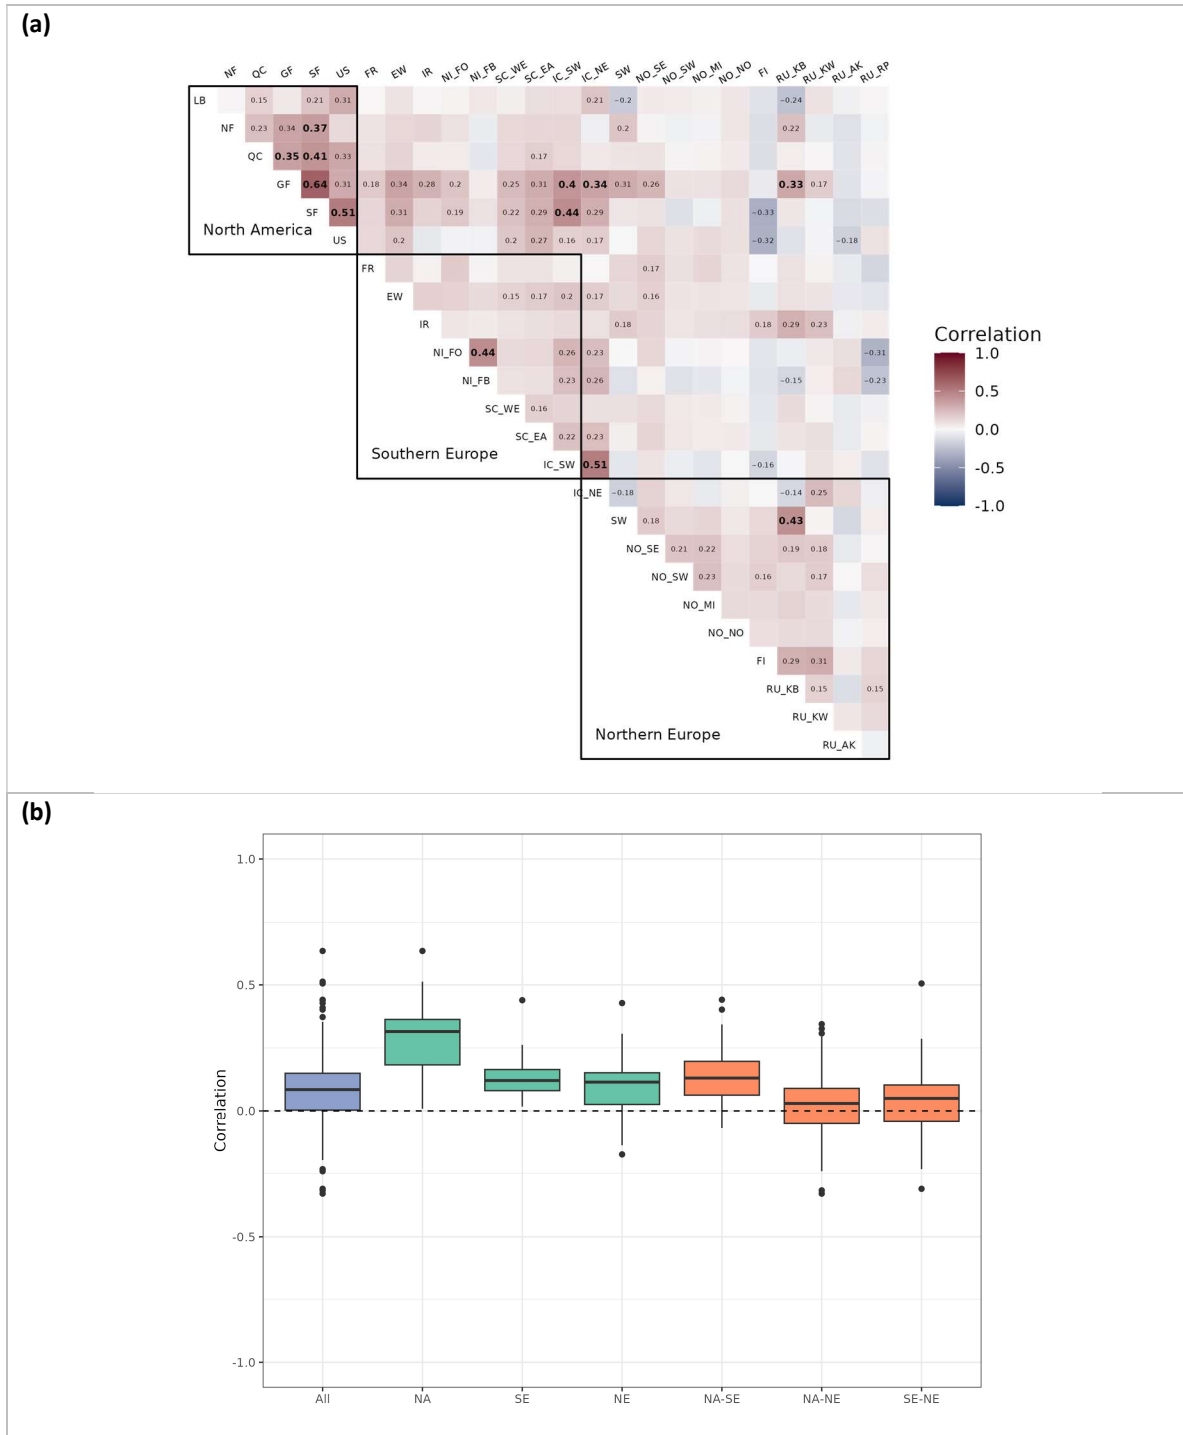 (a)
NF QC GF SF US FR EW IR NI_FO NI_FB SC_WE SC_EA IC_SW IC_NE SW NO_SE NO_SW NO_MI NO_NO FI RU_KB RU_KW RU_AK RU_RP
LB 0.15 0.21 0.31 0.21 −0.2 −0.24
NF 0.23 0.34 0.37 0.2 0.22
QC 0.35 0.41 0.33 0.17
GF 0.64 0.31 0.18 0.34 0.28 0.2 0.25 0.31 0.4 0.34 0.31 0.26 0.33 0.17
SF 0.51 0.31 0.19 0.22 0.29 0.44 0.29 −0.33
North America
US 0.2 0.2 0.27 0.16 0.17 −0.32 −0.18
FR 0.17
EW 0.15 0.17 0.2 0.17 0.16
IR 0.18 0.18 0.29 0.23
NI_FO 0.44 0.26 0.23 −0.31
NI_FB 0.23 0.26 −0.15 −0.23
SC_WE 0.16
SC_EA 0.22 0.23
Southern Europe
IC_SW 0.51 −0.16
IC_NE −0.18 −0.14 0.25
SW 0.18 0.43
NO_SE 0.21 0.22 0.19 0.18
NO_SW 0.23 0.16 0.17
NO_MI
NO_NO
FI 0.29 0.31
RU_KB 0.15 0.15
RU_KW
Northern Europe
RU_AK
Correlation
1.0
0.5
0.0
-0.5
-1.0
(b)
Correlation
1.0
0.5
0.0
-0.5
-1.0
All NA SE NE NA-SE NA-NE SE-NE